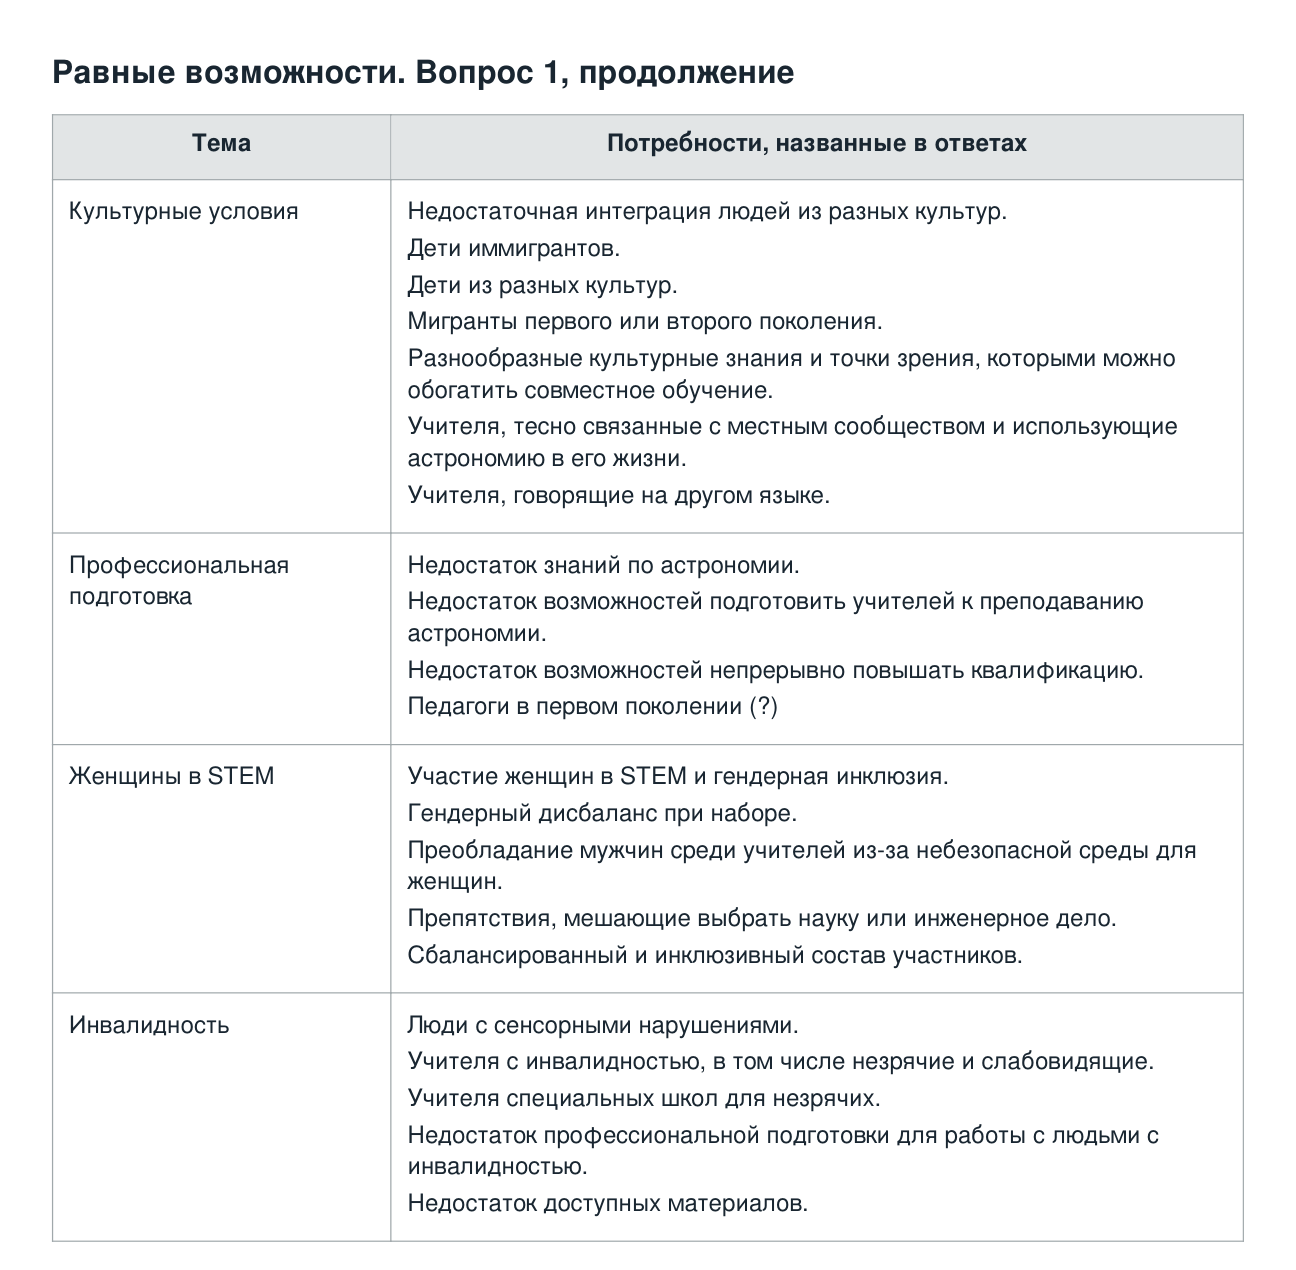 Равные возможности. Вопрос 1, продолжение
Тема
Потребности, названные в ответах
Культурные условия
Недостаточная интеграция людей из разных культур.
Дети иммигрантов.
Дети из разных культур.
Мигранты первого или второго поколения.
Разнообразные культурные знания и точки зрения, которыми можно
обогатить совместное обучение.
Учителя, тесно связанные с местным сообществом и использующие
астрономию в его жизни.
Учителя, говорящие на другом языке.
Профессиональная
подготовка
Недостаток знаний по астрономии.
Недостаток возможностей подготовить учителей к преподаванию
астрономии.
Недостаток возможностей непрерывно повышать квалификацию.
Педагоги в первом поколении (?)
Женщины в STEM
Участие женщин в STEM и гендерная инклюзия.
Гендерный дисбаланс при наборе.
Преобладание мужчин среди учителей из-за небезопасной среды для
женщин.
Препятствия, мешающие выбрать науку или инженерное дело.
Сбалансированный и инклюзивный состав участников.
Инвалидность
Люди с сенсорными нарушениями.
Учителя с инвалидностью, в том числе незрячие и слабовидящие.
Учителя специальных школ для незрячих.
Недостаток профессиональной подготовки для работы с людьми с
инвалидностью.
Недостаток доступных материалов.